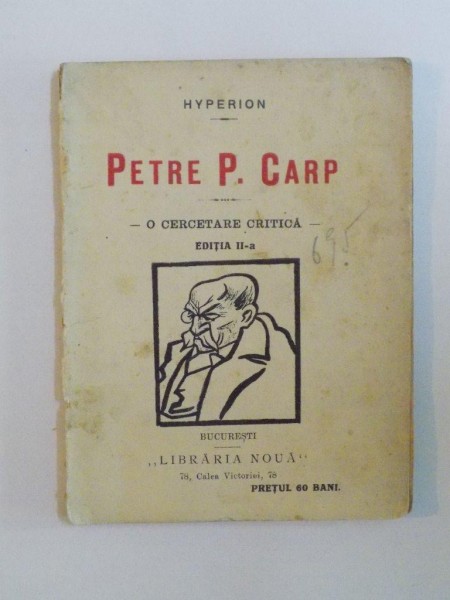 HYPERION
PETRE P. CARP
— O CERCETARE CRITICĂ —
EDIȚIA II-a
695
BUCUREȘTI
„LIBRĂRIA NOUĂ“
78, Calea Victoriei, 78
PREȚUL 60 BANI.